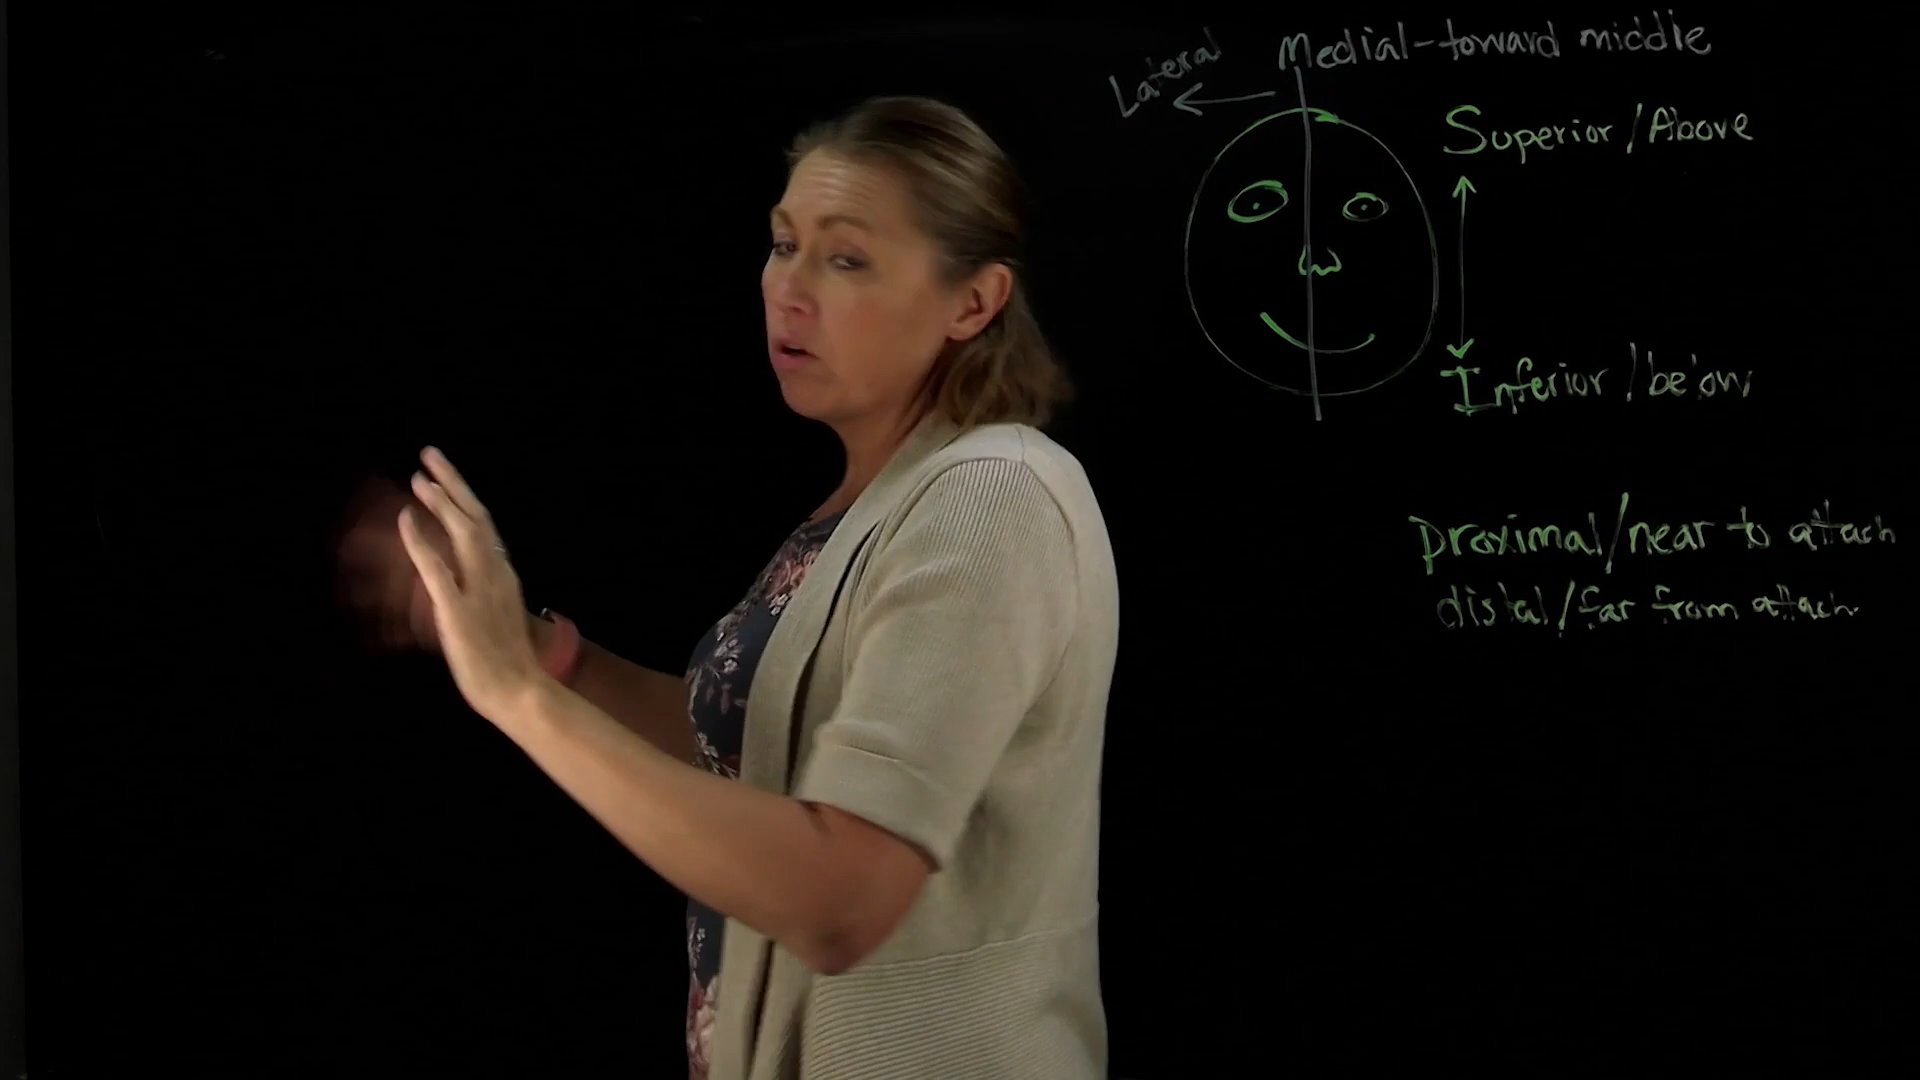 Lateral
Medial-toward middle
Superior/Above
Inferior/below
proximal/near to attach
distal/far from attach.